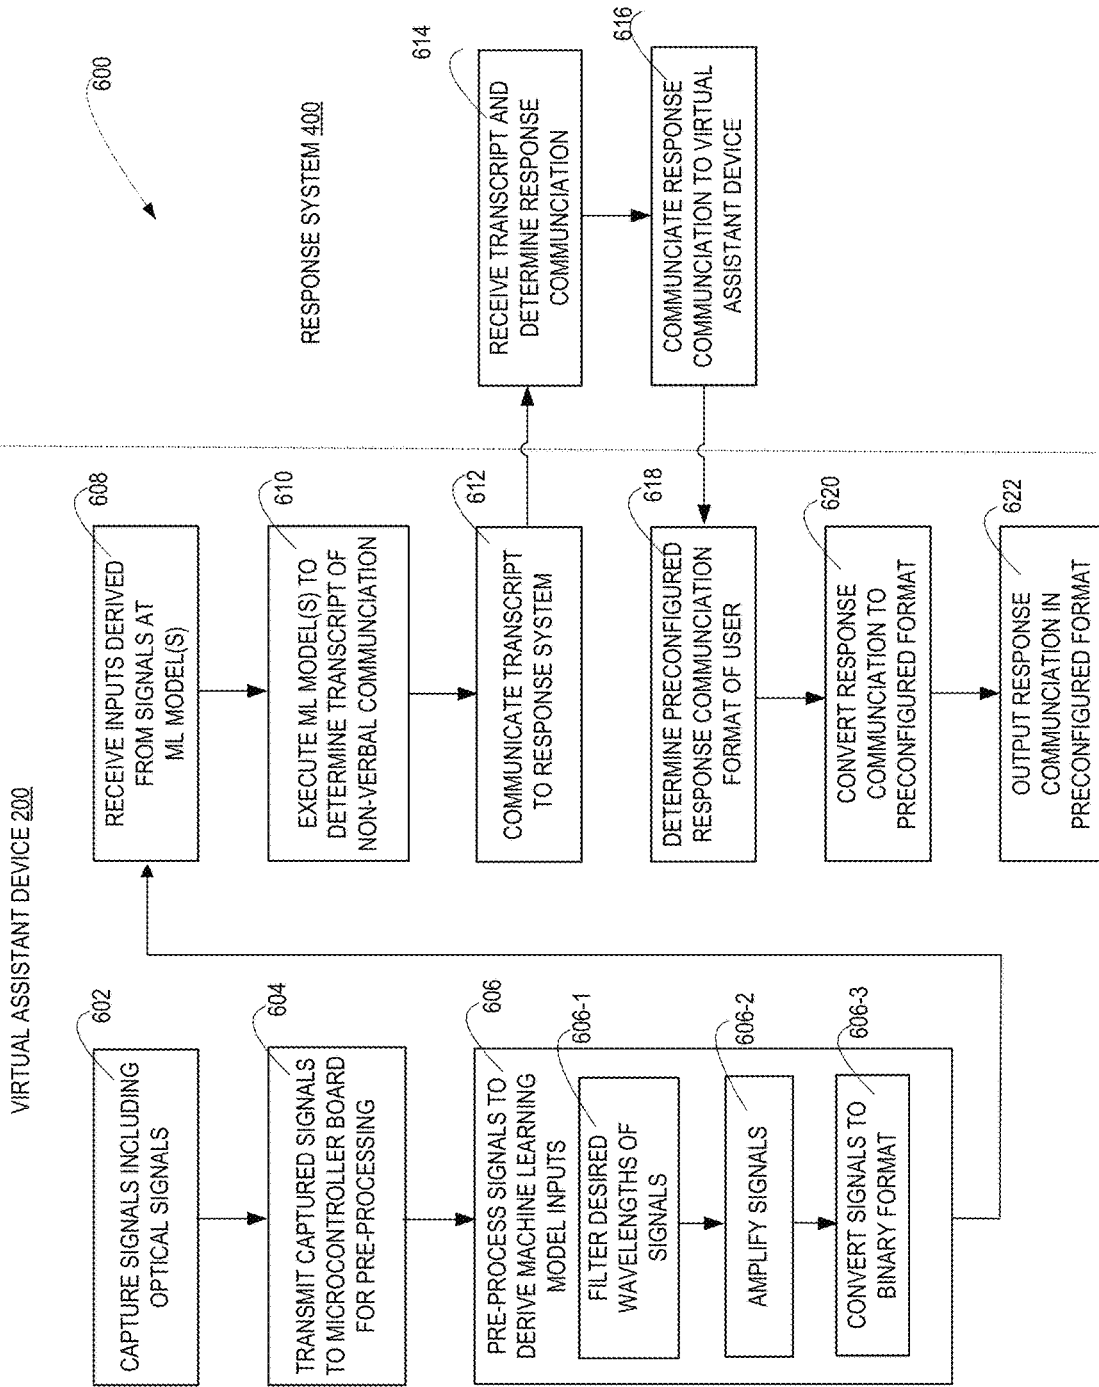 600
VIRTUAL ASSISTANT DEVICE 200
RESPONSE SYSTEM 400
602
CAPTURE SIGNALS INCLUDING
OPTICAL SIGNALS
604
TRANSMIT CAPTURED SIGNALS
TO MICROCONTROLLER BOARD
FOR PRE-PROCESSING
606
PRE-PROCESS SIGNALS TO
DERIVE MACHINE LEARNING
MODEL INPUTS
606-1
FILTER DESIRED
WAVELENGTHS OF
SIGNALS
606-2
AMPLIFY SIGNALS
606-3
CONVERT SIGNALS TO
BINARY FORMAT
608
RECEIVE INPUTS DERIVED
FROM SIGNALS AT
ML MODEL(S)
610
EXECUTE ML MODEL(S) TO
DETERMINE TRANSCRIPT OF
NON-VERBAL COMMUNCIATION
612
COMMUNICATE TRANSCRIPT
TO RESPONSE SYSTEM
614
RECEIVE TRANSCRIPT AND
DETERMINE RESPONSE
COMMUNCIATION
616
COMMUNCIATE RESPONSE
COMMUNCIATION TO VIRTUAL
ASSISTANT DEVICE
618
DETERMINE PRECONFIGURED
RESPONSE COMMUNCIATION
FORMAT OF USER
620
CONVERT RESPONSE
COMMUNCIATION TO
PRECONFIGURED FORMAT
622
OUTPUT RESPONSE
COMMUNCIATION IN
PRECONFIGURED FORMAT